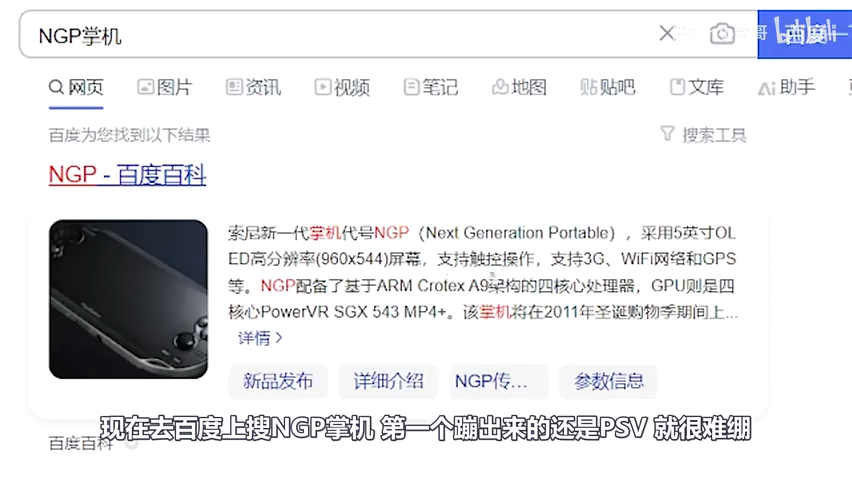 NGP掌机
哥
百度一下
网页 图片 资讯 视频 笔记 地图 贴吧 文库 助手
百度为您找到以下结果
搜索工具
NGP - 百度百科
索尼新一代掌机代号NGP（Next Generation Portable），采用5英寸OL
ED高分辨率(960x544)屏幕，支持触控操作，支持3G、WiFi网络和GPS
等。NGP配备了基于ARM Crotex A9架构的四核心处理器，GPU则是四
核心PowerVR SGX 543 MP4+。该掌机将在2011年圣诞购物季期间上...
详情
新品发布 详细介绍 NGP传... 参数信息
现在去百度上搜NGP掌机 第一个蹦出来的还是PSV 就很难绷
百度百科